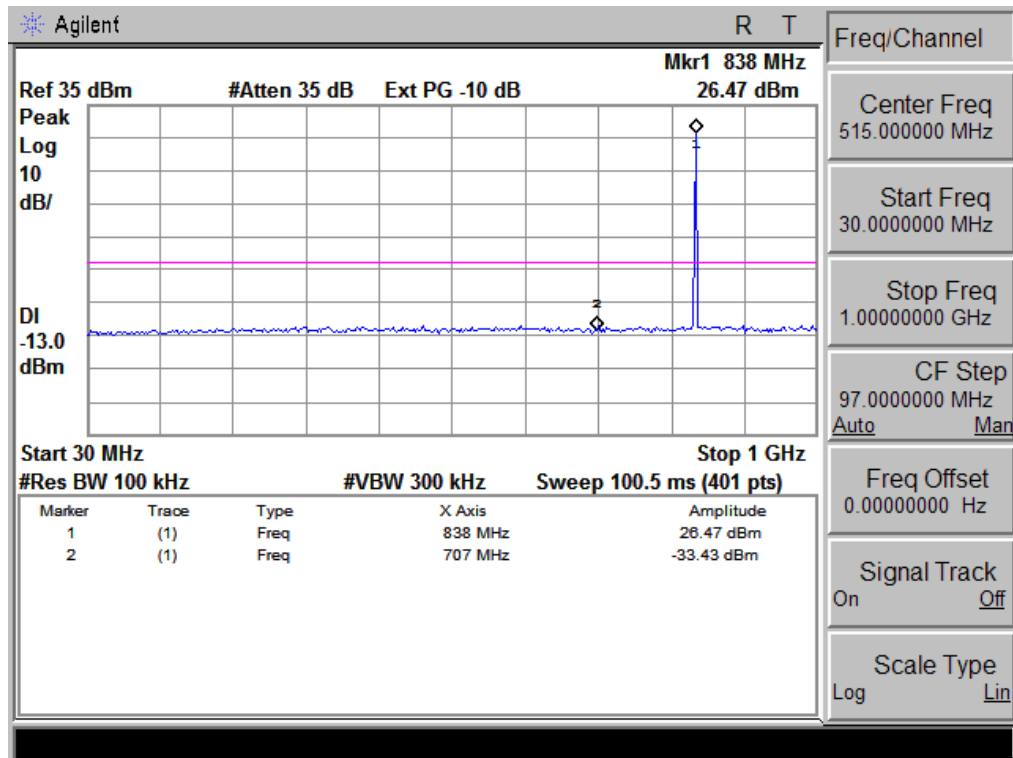 Agilent R T
Mkr1 838 MHz
Ref 35 dBm #Atten 35 dB Ext PG -10 dB 26.47 dBm
Peak
Log
10
dB/
1
2
DI
-13.0
dBm
Start 30 MHz Stop 1 GHz
#Res BW 100 kHz #VBW 300 kHz Sweep 100.5 ms (401 pts)
Marker Trace Type X Axis Amplitude
1 (1) Freq 838 MHz 26.47 dBm
2 (1) Freq 707 MHz -33.43 dBm
Freq/Channel
Center Freq
515.000000 MHz
Start Freq
30.0000000 MHz
Stop Freq
1.00000000 GHz
CF Step
97.0000000 MHz
Auto Man
Freq Offset
0.00000000 Hz
Signal Track
On Off
Scale Type
Log Lin